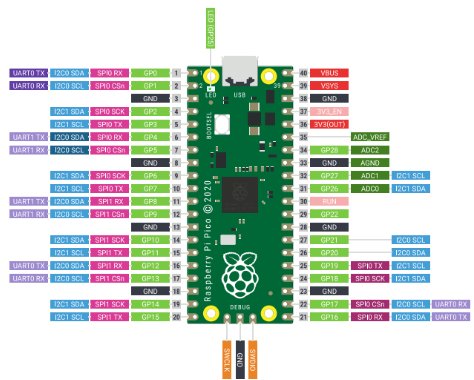 LED (GP25)
UART0 TX I2C0 SDA SPI0 RX GP0 1 40 VBUS
UART0 RX I2C0 SCL SPI0 CSn GP1 2 39 VSYS
GND 3 38 GND
I2C1 SDA SPI0 SCK GP2 4 37 3V3_EN
I2C1 SCL SPI0 TX GP3 5 36 3V3(OUT)
UART1 TX I2C0 SDA SPI0 RX GP4 6 35 ADC_VREF
UART1 RX I2C0 SCL SPI0 CSn GP5 7 34 GP28 ADC2
GND 8 33 GND AGND
I2C1 SDA SPI0 SCK GP6 9 32 GP27 ADC1 I2C1 SCL
I2C1 SCL SPI0 TX GP7 10 31 GP26 ADC0 I2C1 SDA
UART1 TX I2C0 SDA SPI1 RX GP8 11 30 RUN
UART1 RX I2C0 SCL SPI1 CSn GP9 12 29 GP22
GND 13 28 GND
I2C1 SDA SPI1 SCK GP10 14 27 GP21 I2C0 SCL
I2C1 SCL SPI1 TX GP11 15 26 GP20 I2C0 SDA
UART0 TX I2C0 SDA SPI1 RX GP12 16 25 GP19 SPI0 TX I2C1 SCL
UART0 RX I2C0 SCL SPI1 CSn GP13 17 24 GP18 SPI0 SCK I2C1 SDA
GND 18 23 GND
I2C1 SDA SPI1 SCK GP14 19 22 GP17 SPI0 CSn I2C0 SCL UART0 RX
I2C1 SCL SPI1 TX GP15 20 21 GP16 SPI0 RX I2C0 SDA UART0 TX
LED
USB
1
2
39
BOOTSEL
Raspberry Pi Pico © 2020
DEBUG
SWCLK
GND
SWDIO